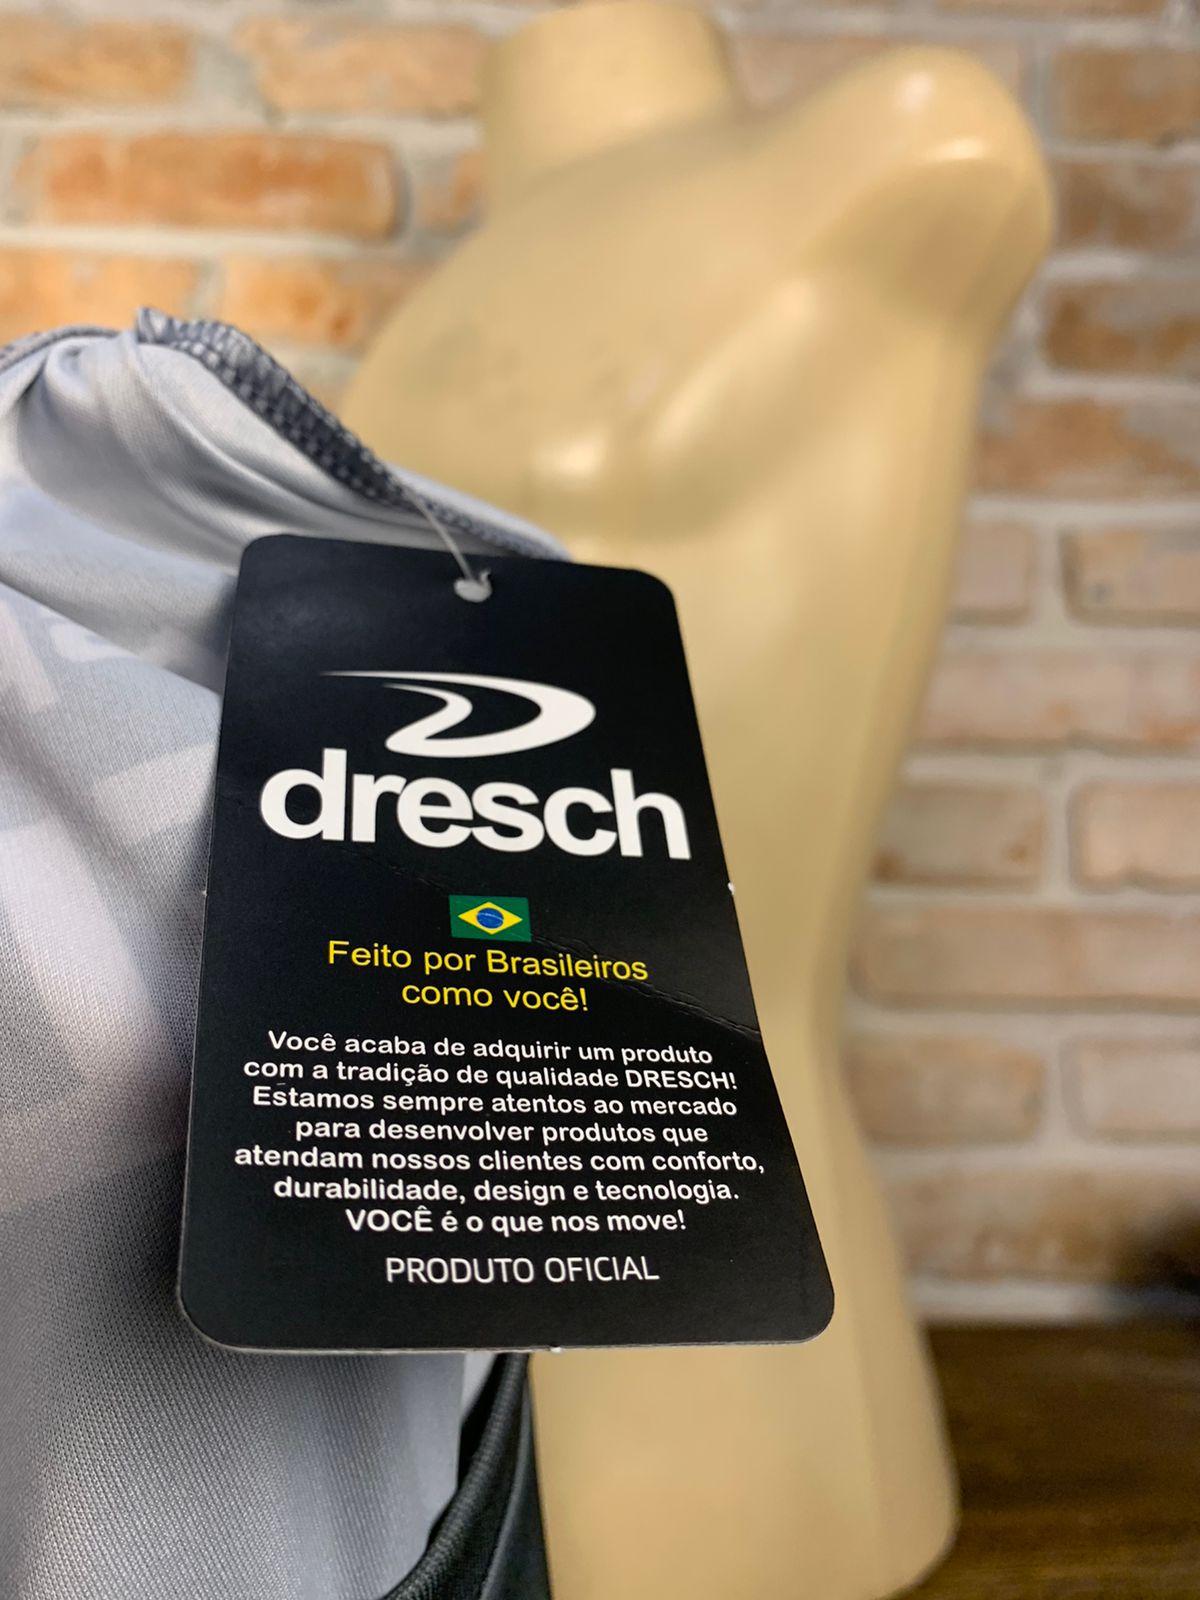 dresch
Feito por Brasileiros
como você!
Você acaba de adquirir um produto
com a tradição de qualidade DRESCH!
Estamos sempre atentos ao mercado
para desenvolver produtos que
atendam nossos clientes com conforto,
durabilidade, design e tecnologia.
VOCÊ é o que nos move!
PRODUTO OFICIAL